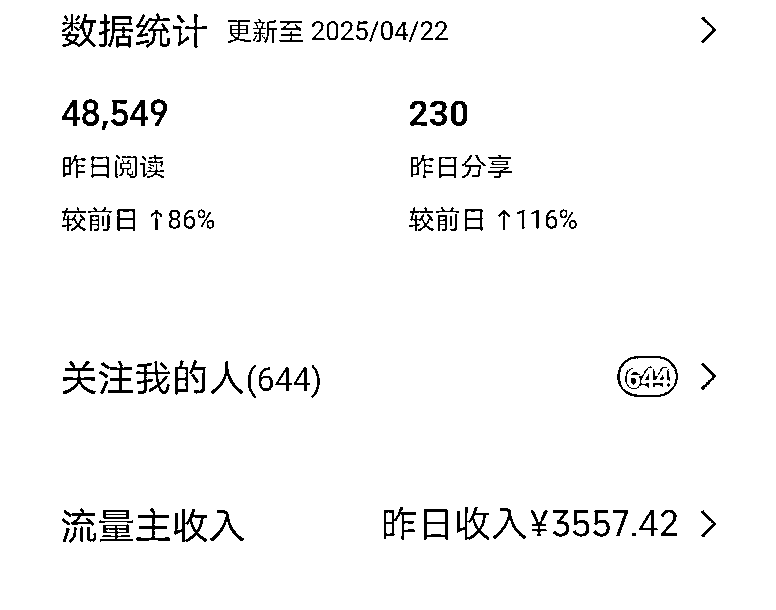 数据统计 更新至 2025/04/22
48,549 230
昨日阅读 昨日分享
较前日 ↑86% 较前日 ↑116%
关注我的人(644) 644
流量主收入 昨日收入¥3557.42